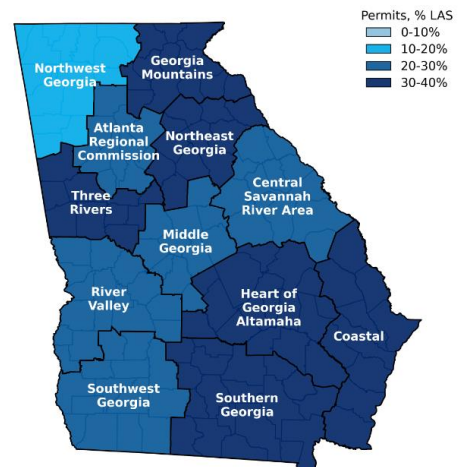 Permits, % LAS
0-10%
10-20%
20-30%
30-40%
Northwest
Georgia
Georgia
Mountains
Atlanta
Regional
Commission
Northeast
Georgia
Three
Rivers
Central
Savannah
River Area
Middle
Georgia
River
Valley
Heart of
Georgia
Altamaha
Coastal
Southwest
Georgia
Southern
Georgia